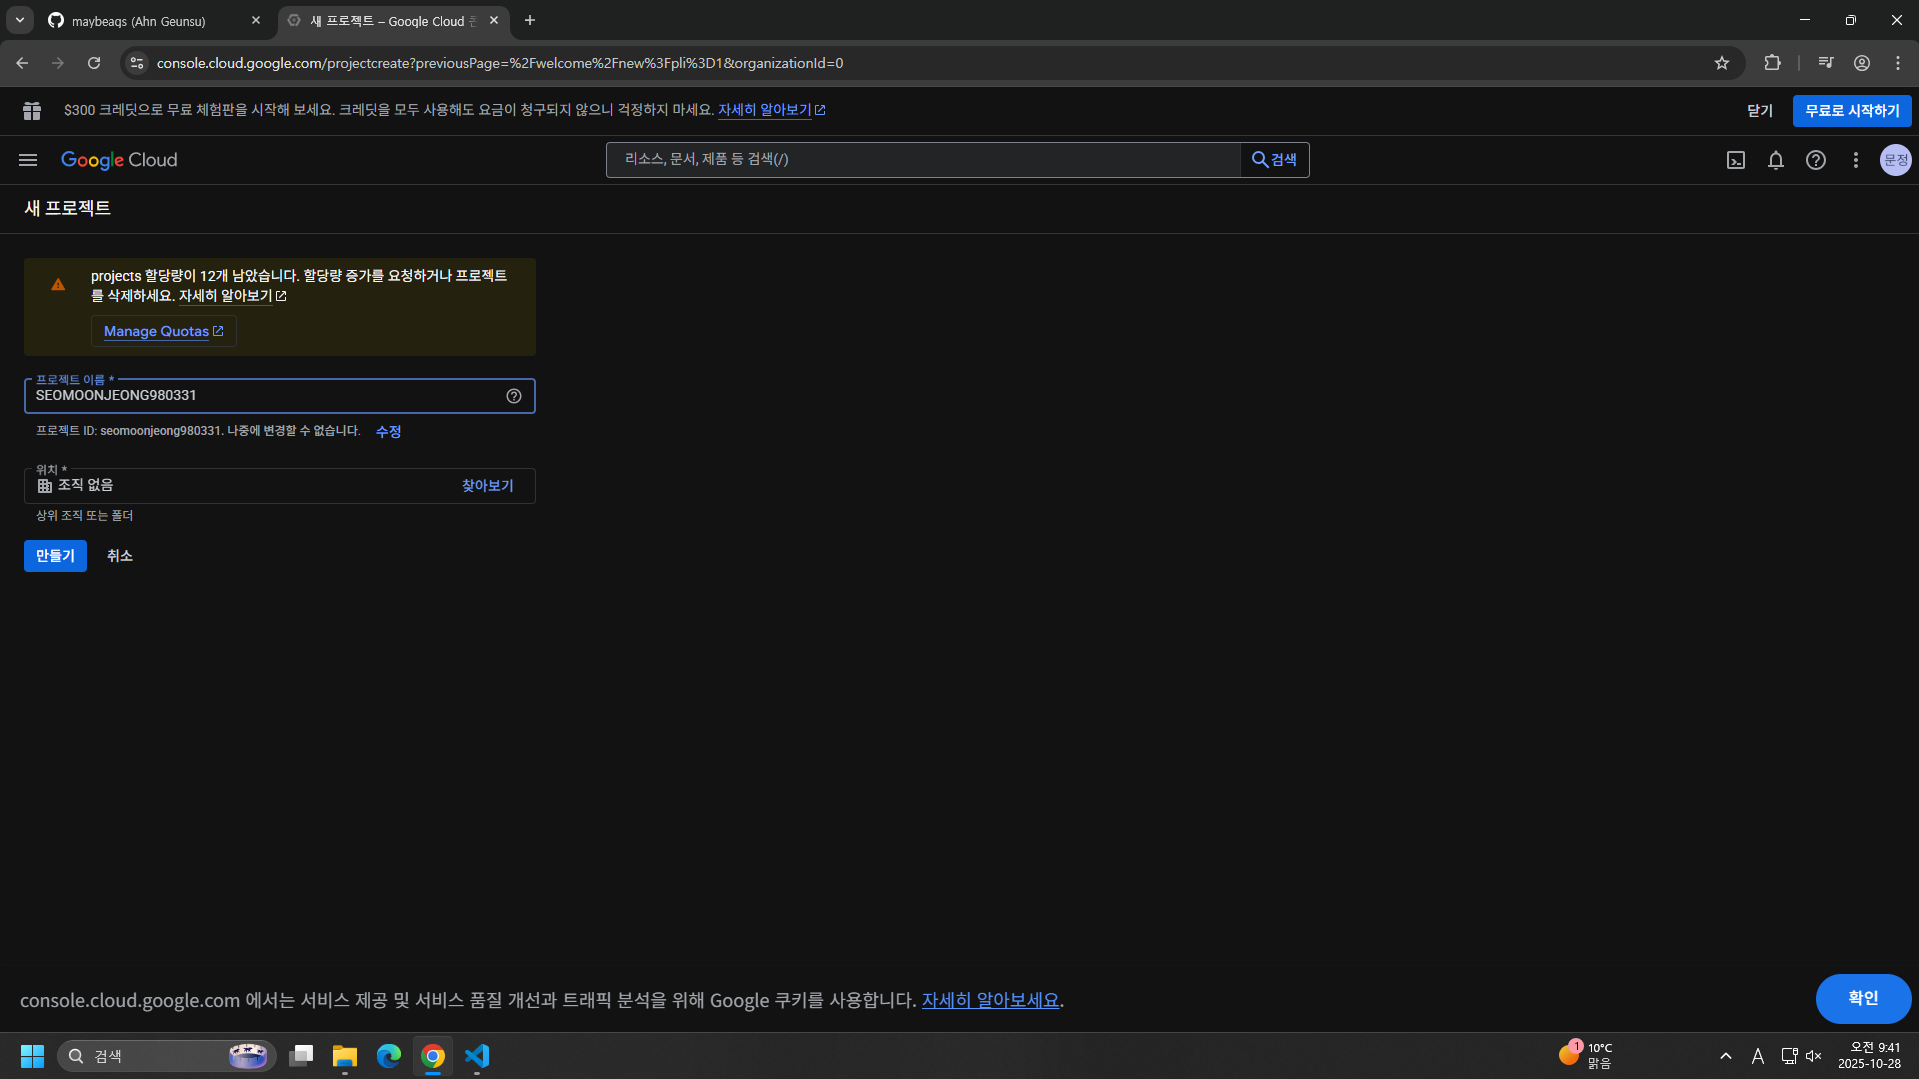 maybeags (Ahn Geunsu)
새 프로젝트 – Google Cloud 콘
console.cloud.google.com/projectcreate?previousPage=%2Fwelcome%2Fnew%3Fpli%3D1&organizationId=0
$300 크레딧으로 무료 체험판을 시작해 보세요. 크레딧을 모두 사용해도 요금이 청구되지 않으니 걱정하지 마세요. 자세히 알아보기
닫기
무료로 시작하기
Google Cloud
리소스, 문서, 제품 등 검색(/)
검색
문정
새 프로젝트
projects 할당량이 12개 남았습니다. 할당량 증가를 요청하거나 프로젝트
를 삭제하세요. 자세히 알아보기
Manage Quotas
프로젝트 이름 *
SEOMOONJEONG980331
프로젝트 ID: seomoonjeong980331. 나중에 변경할 수 없습니다. 수정
위치 *
조직 없음
찾아보기
상위 조직 또는 폴더
만들기
취소
console.cloud.google.com 에서는 서비스 제공 및 서비스 품질 개선과 트래픽 분석을 위해 Google 쿠키를 사용합니다. 자세히 알아보세요.
확인
검색
1
10°C
맑음
A
오전 9:41
2025-10-28